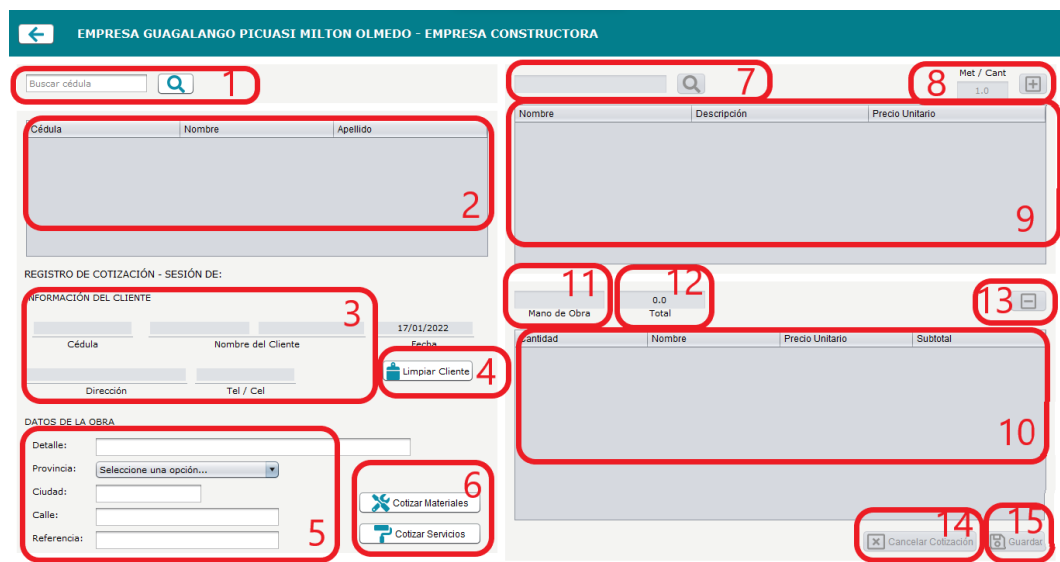 EMPRESA GUAGALANGO PICUASI MILTON OLMEDO - EMPRESA CONSTRUCTORA
Buscar cédula
1
Cédula Nombre Apellido
2
REGISTRO DE COTIZACIÓN - SESIÓN DE:
NFORMACIÓN DEL CLIENTE
3
17/01/2022
Cédula Nombre del Cliente Fecha
Limpiar Cliente 4
Dirección Tel / Cel
DATOS DE LA OBRA
Detalle:
Provincia: Seleccione una opción...
Ciudad:
Calle:
Referencia:
5
6
Cotizar Materiales
Cotizar Servicios
7
8
Met / Cant
1.0
Nombre Descripción Precio Unitario
9
11 12 13
0.0
Mano de Obra Total
Cantidad Nombre Precio Unitario Subtotal
10
14 15
Cancelar Cotización Guardar